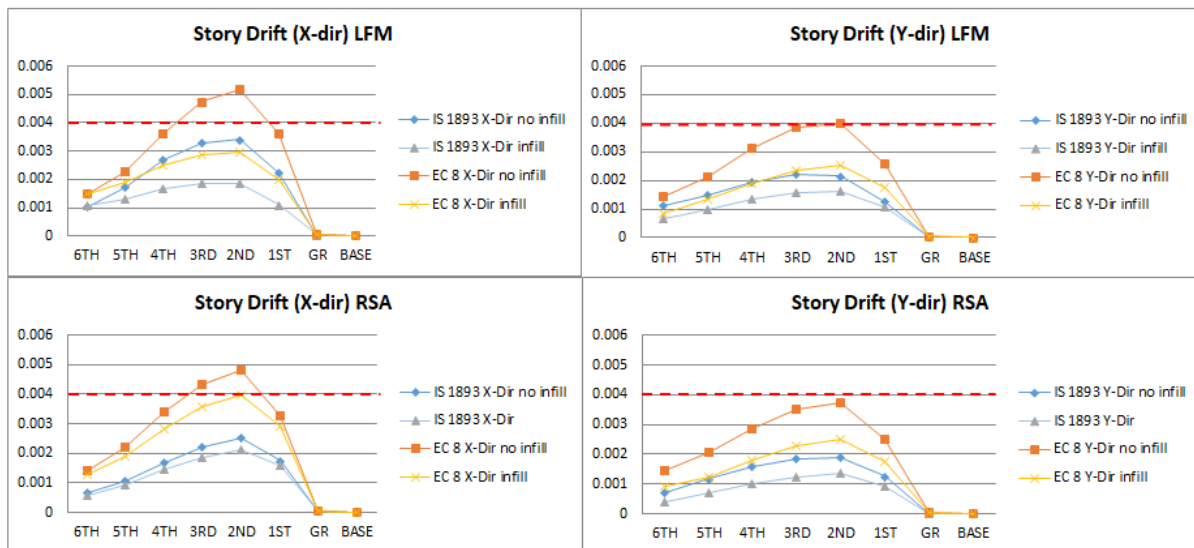 Story Drift (X-dir) LFM
0.006
0.005
0.004
0.003
0.002
0.001
0
6TH 5TH 4TH 3RD 2ND 1ST GR BASE
IS 1893 X-Dir no infill
IS 1893 X-Dir infill
EC 8 X-Dir no infill
EC 8 X-Dir infill
Story Drift (Y-dir) LFM
0.006
0.005
0.004
0.003
0.002
0.001
0
6TH 5TH 4TH 3RD 2ND 1ST GR BASE
IS 1893 Y-Dir no infill
IS 1893 Y-Dir infill
EC 8 Y-Dir no infill
EC 8 Y-Dir infill
Story Drift (X-dir) RSA
0.006
0.005
0.004
0.003
0.002
0.001
0
6TH 5TH 4TH 3RD 2ND 1ST GR BASE
IS 1893 X-Dir no infill
IS 1893 X-Dir
EC 8 X-Dir no infill
EC 8 X-Dir infill
Story Drift (Y-dir) RSA
0.006
0.005
0.004
0.003
0.002
0.001
0
6TH 5TH 4TH 3RD 2ND 1ST GR BASE
IS 1893 Y-Dir no infill
IS 1893 Y-Dir
EC 8 Y-Dir no infill
EC 8 Y-Dir infill